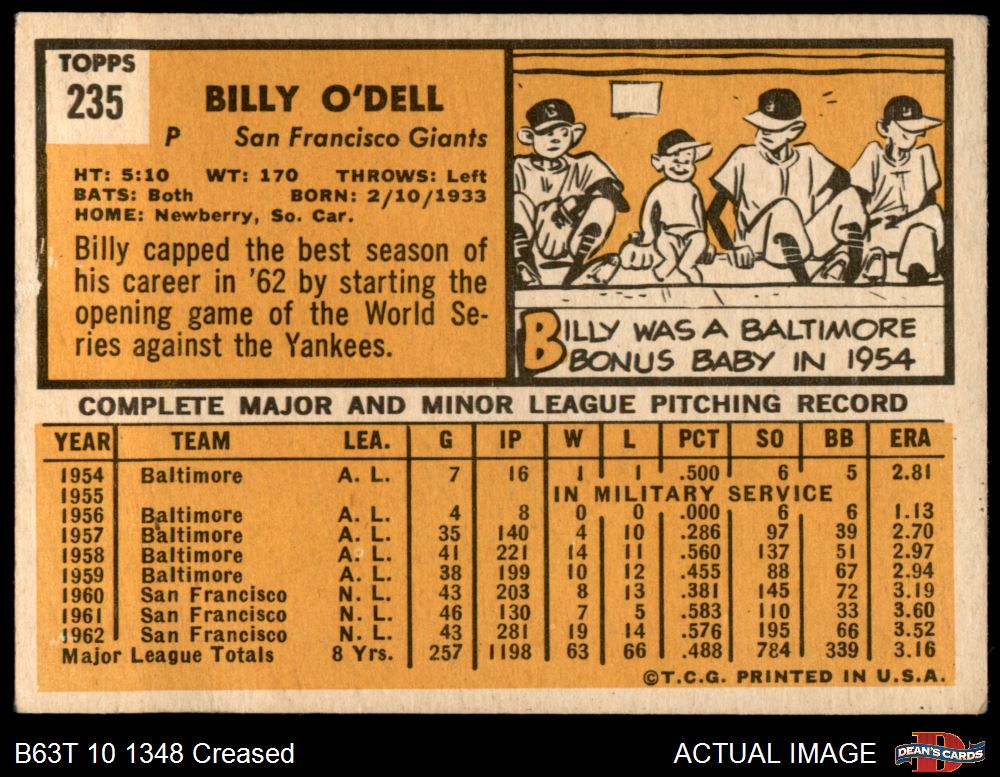 TOPPS
235
BILLY O'DELL
P San Francisco Giants
HT: 5:10 WT: 170 THROWS: Left
BATS: Both BORN: 2/10/1933
HOME: Newberry, So. Car.
Billy capped the best season of
his career in '62 by starting the
opening game of the World Se-
ries against the Yankees.
BILLY WAS A BALTIMORE
BONUS BABY IN 1954
COMPLETE MAJOR AND MINOR LEAGUE PITCHING RECORD
YEAR TEAM LEA. G IP W L PCT SO BB ERA
1954 Baltimore A. L. 7 16 1 1 .500 6 5 2.81
1955 IN MILITARY SERVICE
1956 Baltimore A. L. 4 8 0 0 .000 6 6 1.13
1957 Baltimore A. L. 35 140 4 10 .286 97 39 2.70
1958 Baltimore A. L. 41 221 14 11 .560 137 51 2.97
1959 Baltimore A. L. 38 199 10 12 .455 88 67 2.94
1960 San Francisco N. L. 43 203 8 13 .381 145 72 3.19
1961 San Francisco N. L. 46 130 7 5 .583 110 33 3.60
1962 San Francisco N. L. 43 281 19 14 .576 195 66 3.52
Major League Totals 8 Yrs. 257 1198 63 66 .488 784 339 3.16
©T.C.G. PRINTED IN U.S.A.
B63T 10 1348 Creased
ACTUAL IMAGE
DEAN'S CARDS